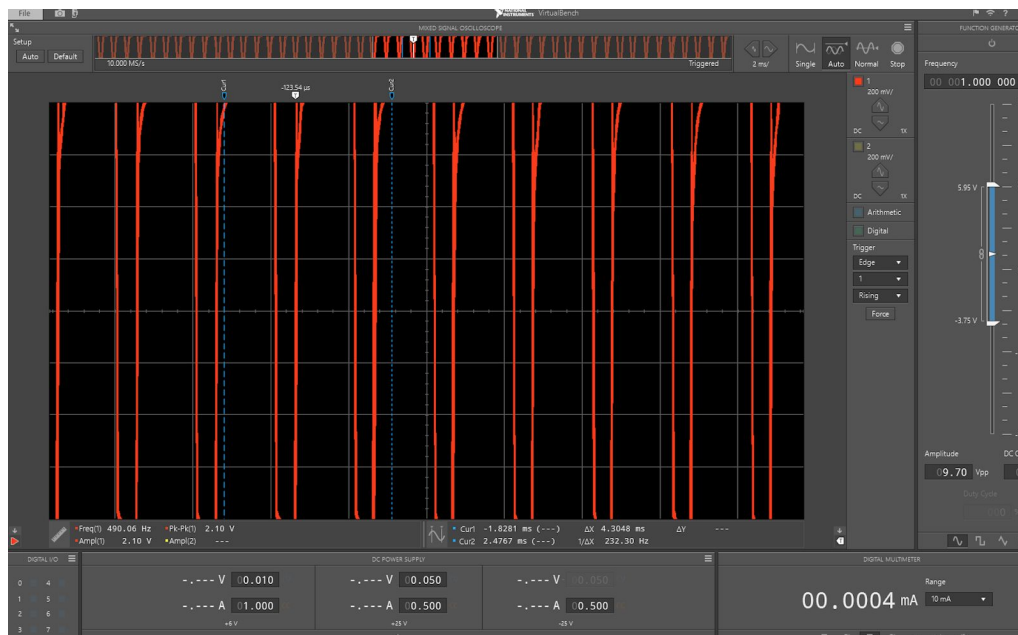 File
NATIONAL INSTRUMENTS VirtualBench
?
MIXED SIGNAL OSCILLOSCOPE
FUNCTION GENERATO
Setup
Auto Default
10.000 MS/s
Triggered
2 ms/
Single Auto Normal Stop
Frequency
00 001.000 000
Cur1
-123.54 µs
Cur2
1
200 mV/
DC 1X
2
200 mV/
DC 1X
Arithmetic
Digital
Trigger
Edge
1
Rising
Force
5.95 V
-3.75 V
Amplitude DC O
09.70 Vpp
Duty Cycle
Freq(1) 490.06 Hz Pk-Pk(1) 2.10 V
Ampl(1) 2.10 V Ampl(2) ---
Cur1 -1.8281 ms (---) ΔX 4.3048 ms ΔY ---
Cur2 2.4767 ms (---) 1/ΔX 232.30 Hz
DIGITAL I/O
0 4
1 5
2 6
3 7
DC POWER SUPPLY
-.--- V 00.010
-.--- A 01.000
+6 V
-.--- V 00.050
-.--- A 00.500
+25 V
-.--- V 00.050
-.--- A 00.500
-25 V
DIGITAL MULTIMETER
00.0004 mA
Range
10 mA